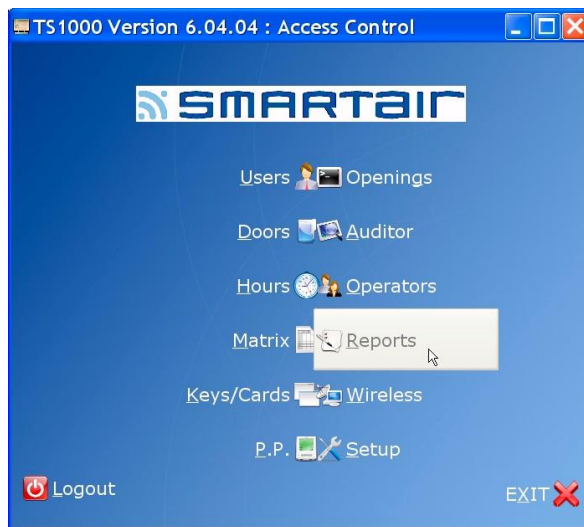 TS1000 Version 6.04.04 : Access Control
SMARTair
Users Openings
Doors Auditor
Hours Operators
Matrix Reports
Keys/Cards Wireless
P.P. Setup
Logout EXIT